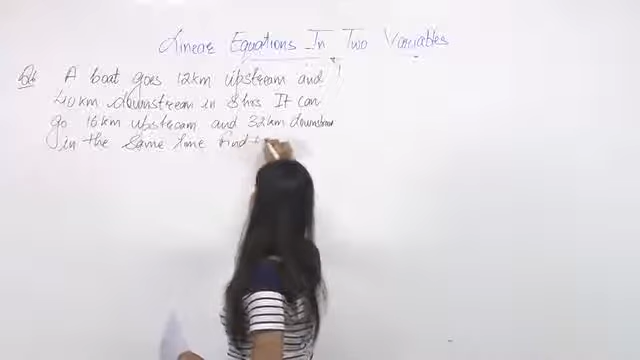 Linear Equations In Two Variables
Q6 A boat goes 12km Upstream and
40km downstream in 8hrs It can
go 16km upstream and 32km downstream
in the Same time Find